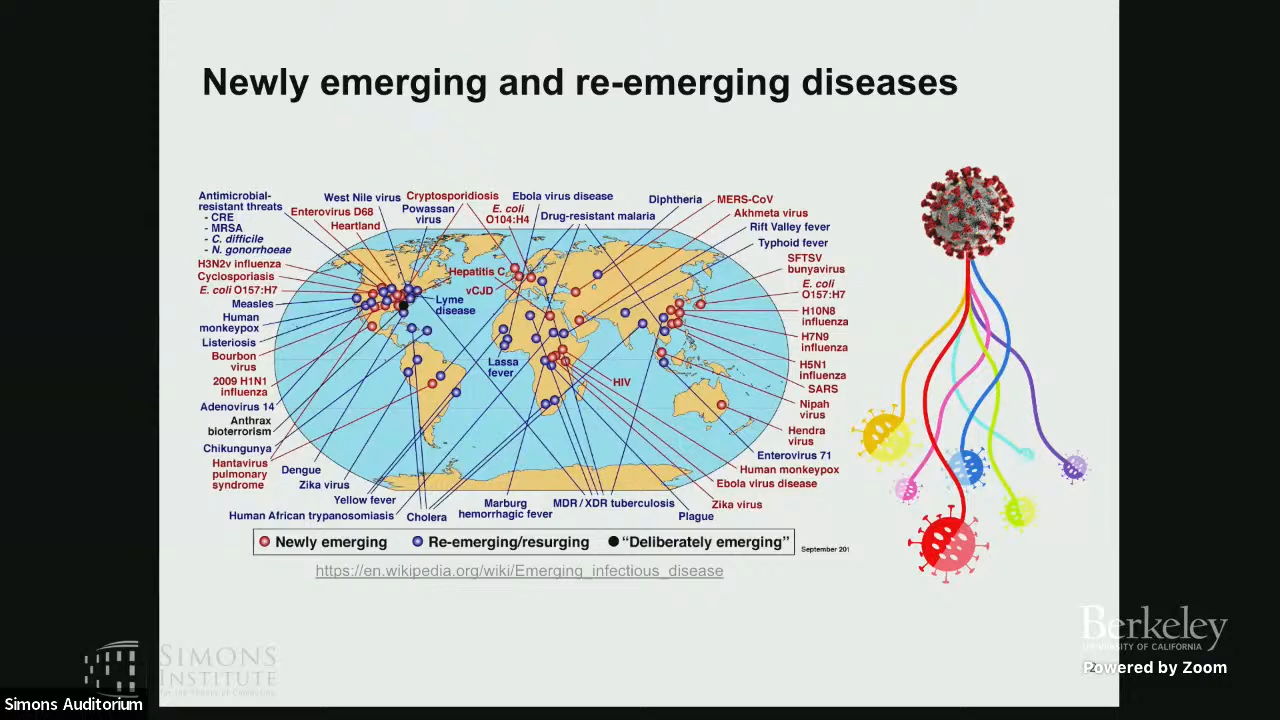 Newly emerging and re-emerging diseases
Antimicrobial-
resistant threats
- CRE
- MRSA
- C. difficile
- N. gonorrhoeae
West Nile virus
Cryptosporidiosis
Ebola virus disease
Diphtheria
MERS-CoV
Enterovirus D68
Powassan
virus
E. coli
O104:H4
Drug-resistant malaria
Akhmeta virus
Heartland
Rift Valley fever
Typhoid fever
H3N2v influenza
Cyclosporiasis
E. coli O157:H7
Measles
Human
monkeypox
Listeriosis
Bourbon
virus
2009 H1N1
influenza
Adenovirus 14
Anthrax
bioterrorism
Chikungunya
Hantavirus
pulmonary
syndrome
Hepatitis C
vCJD
Lyme
disease
Lassa
fever
HIV
SFTSV
bunyavirus
E. coli
O157:H7
H10N8
influenza
H7N9
influenza
H5N1
influenza
SARS
Nipah
virus
Hendra
virus
Enterovirus 71
Human monkeypox
Ebola virus disease
Zika virus
Dengue
Zika virus
Yellow fever
Human African trypanosomiasis
Cholera
Marburg
hemorrhagic fever
MDR / XDR tuberculosis
Plague
Newly emerging
Re-emerging/resurging
“Deliberately emerging”
September 201
https://en.wikipedia.org/wiki/Emerging_infectious_disease
SIMONS
INSTITUTE
for the Theory of Computing
Berkeley
UNIVERSITY OF CALIFORNIA
Powered by Zoom
Simons Auditorium